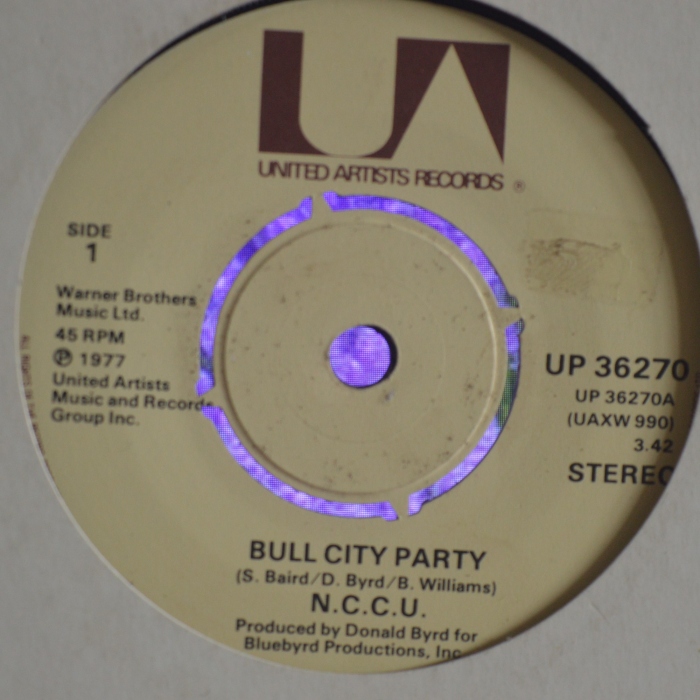 UA
UNITED ARTISTS RECORDS ®
SIDE
1
Warner Brothers
Music Ltd.
45 RPM
Ⓟ 1977
United Artists
Music and Records
Group Inc.
UP 36270
UP 36270A
(UAXW 990)
3.42
STEREO
BULL CITY PARTY
(S. Baird/D. Byrd/B. Williams)
N.C.C.U.
Produced by Donald Byrd for
Bluebyrd Productions, Inc